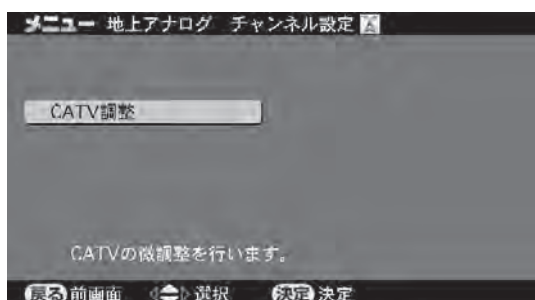 メニュー 地上アナログ チャンネル設定
CATV調整
CATVの微調整を行います。
戻る 前画面 選択 決定 決定